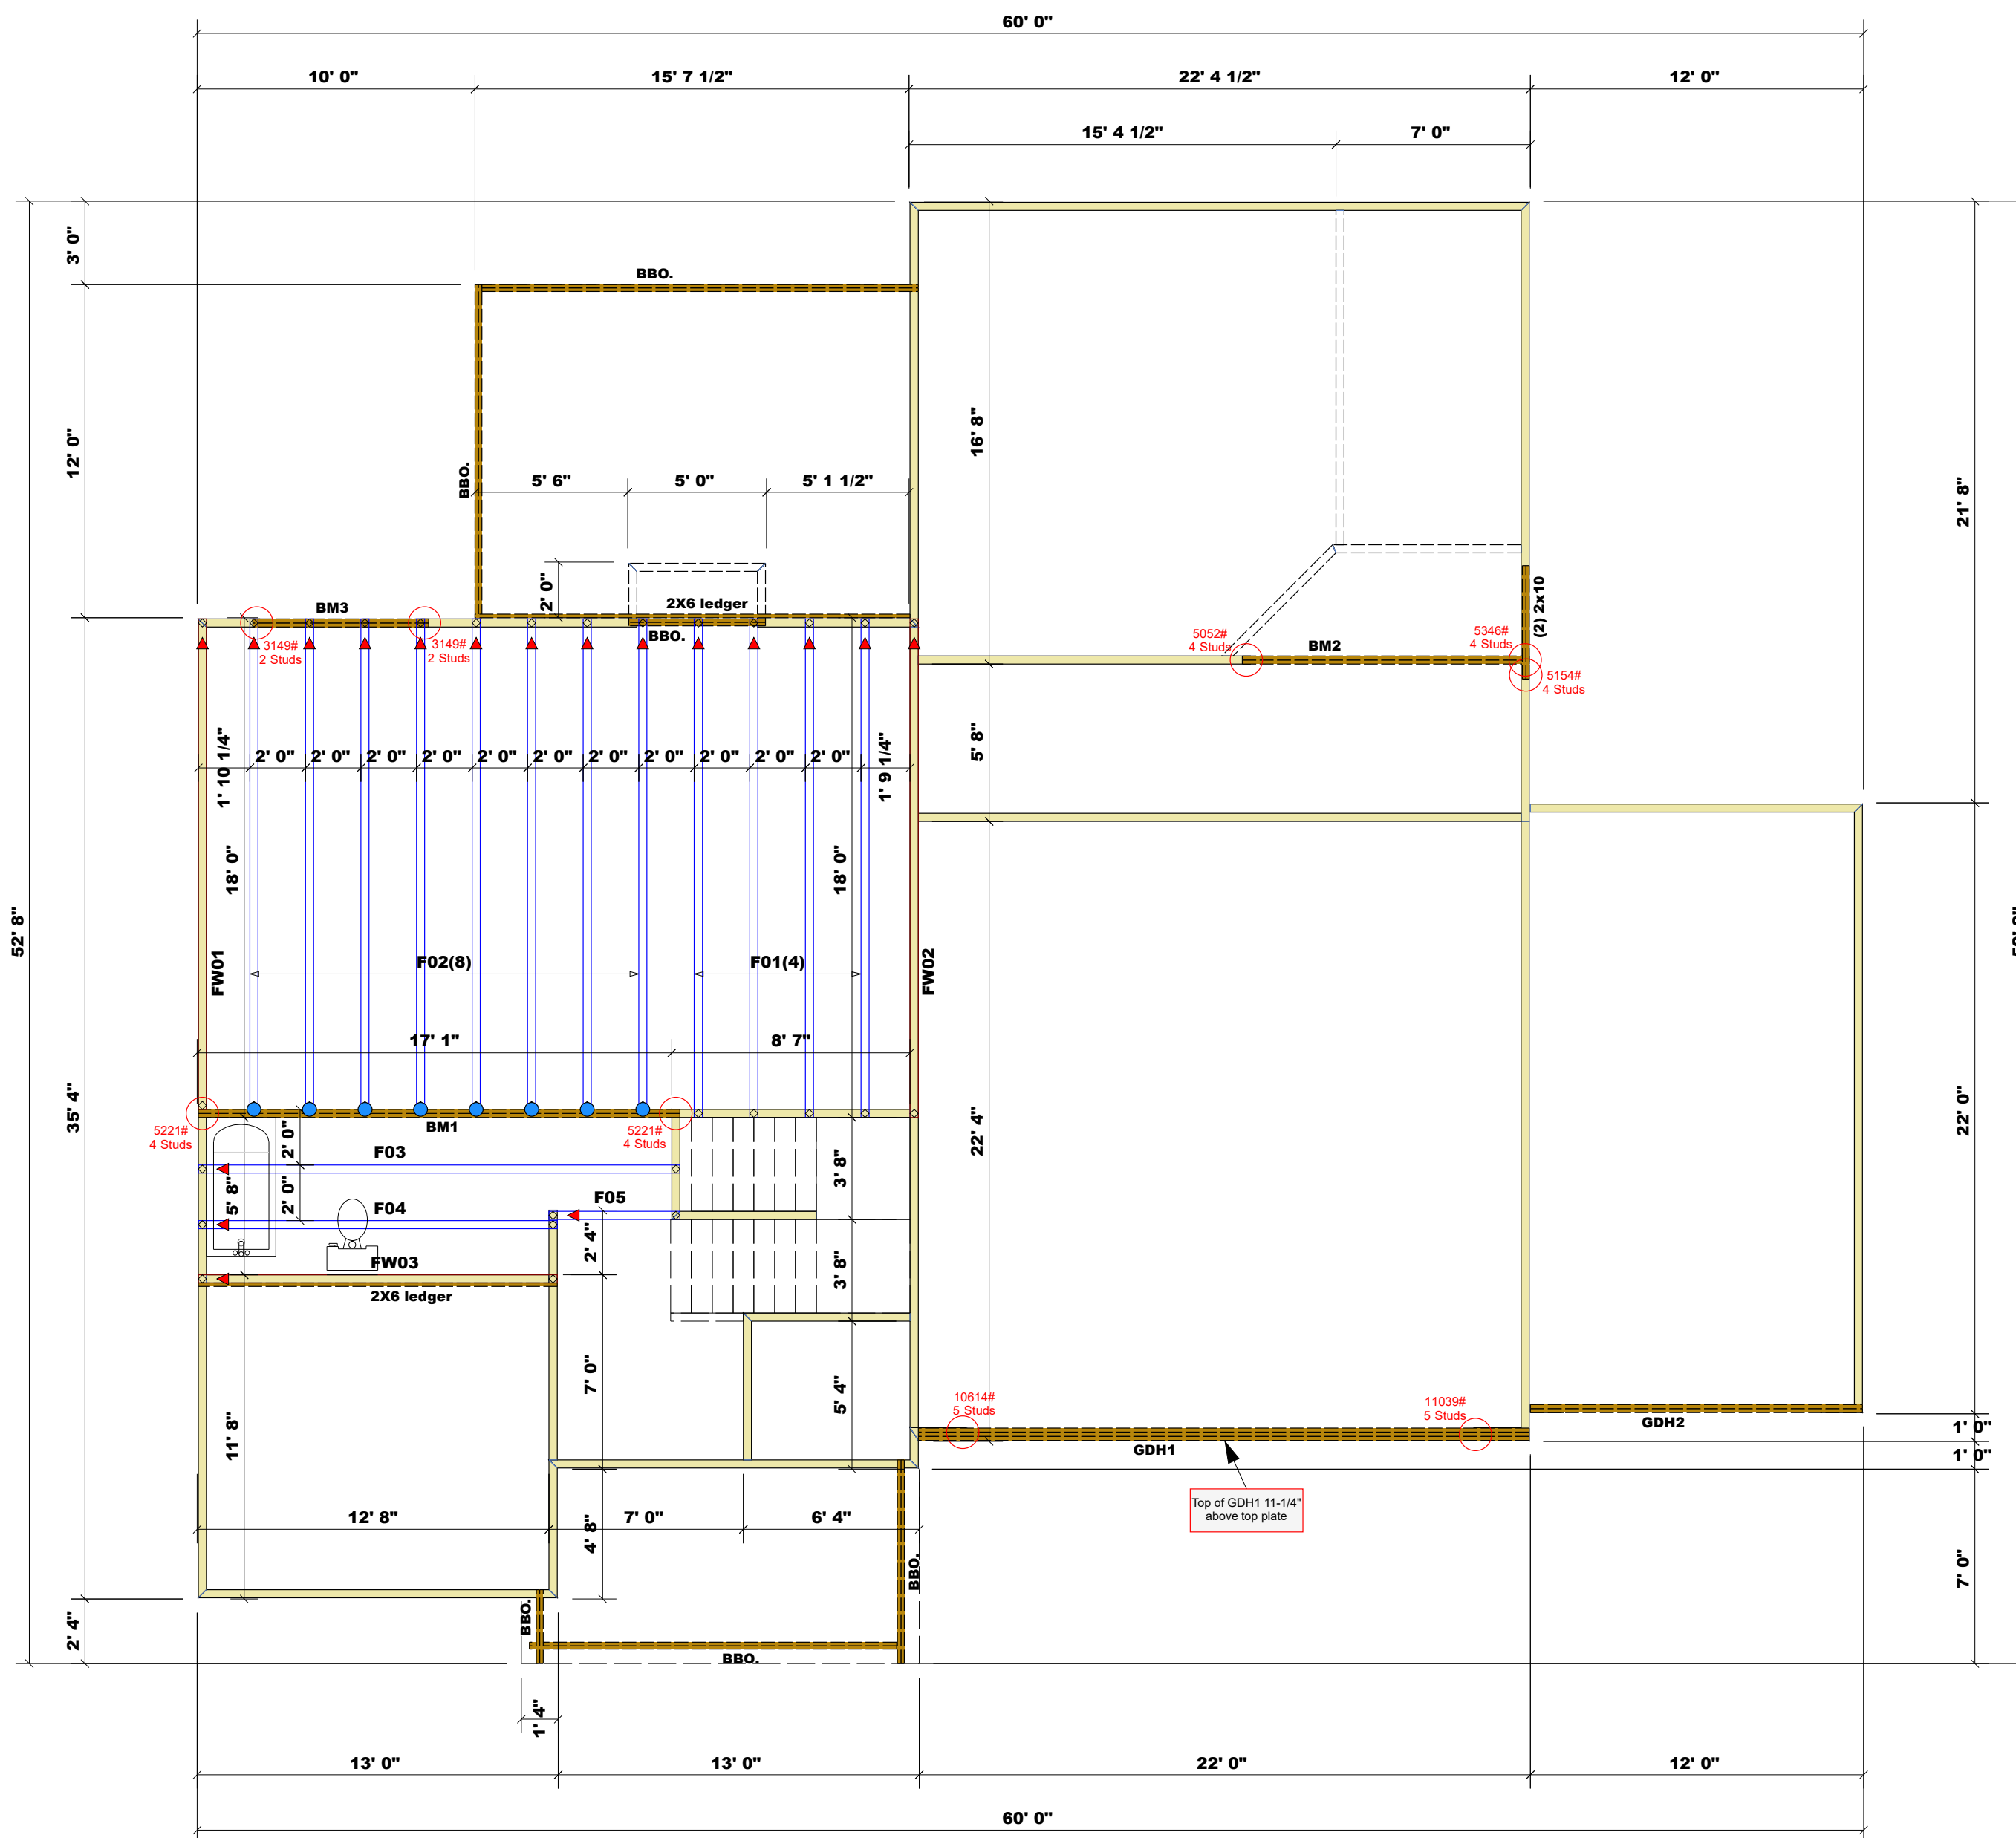 60' 0"
10' 0"
15' 7 1/2"
22' 4 1/2"
12' 0"
15' 4 1/2"
7' 0"
3' 0"
BBO.
12' 0"
16' 8"
BBO.
5' 6"
5' 0"
5' 1 1/2"
21' 8"
2' 0"
2X6 ledger
BM3
BBO.
(2) 2x10
3149#
2 Studs
3149#
2 Studs
5052#
4 Studs
BM2
5346#
4 Studs
5154#
4 Studs
1' 10 1/4"
2' 0"
2' 0"
2' 0"
2' 0"
2' 0"
2' 0"
2' 0"
2' 0"
2' 0"
2' 0"
2' 0"
1' 9 1/4"
5' 8"
18' 0"
18' 0"
52' 8"
FW01
F02(8)
F01(4)
FW02
17' 1"
8' 7"
35' 4"
22' 4"
22' 0"
5221#
4 Studs
BM1
5221#
4 Studs
2' 0"
F03
3' 8"
5' 8"
2' 0"
F04
F05
2' 4"
FW03
3' 8"
2X6 ledger
7' 0"
5' 4"
11' 8"
10614#
5 Studs
11039#
5 Studs
GDH1
GDH2
1' 0"
1' 0"
Top of GDH1 11-1/4"
above top plate
12' 8"
7' 0"
6' 4"
4' 8"
BBO.
7' 0"
2' 4"
BBO.
BBO.
1' 4"
13' 0"
13' 0"
22' 0"
12' 0"
60' 0"